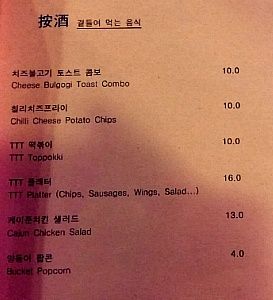 按酒 곁들어 먹는 음식
치즈불고기 토스트 콤보 10.0
Cheese Bulgogi Toast Combo
칠리치즈프라이 10.0
Chilli Cheese Potato Chips
TTT 떡볶이 10.0
TTT Toppokki
TTT 플래터 16.0
TTT Platter (Chips, Sausages, Wings, Salad...)
케이준치킨 샐러드 13.0
Cajun Chicken Salad
양동이 팝콘 4.0
Bucket Popcorn